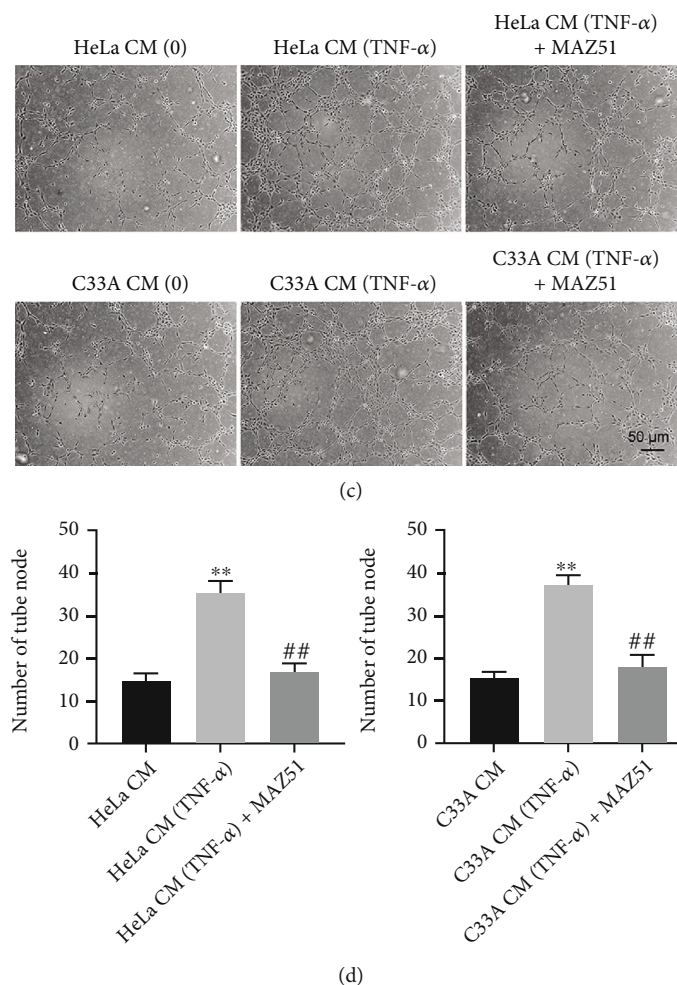 HeLa CM (0)
HeLa CM (TNF-α)
HeLa CM (TNF-α)
+ MAZ51
C33A CM (0)
C33A CM (TNF-α)
C33A CM (TNF-α)
+ MAZ51
50 μm
(c)
Number of tube node
50
40
30
20
10
0
**
##
HeLa CM
HeLa CM (TNF-α)
HeLa CM (TNF-α) + MAZ51
Number of tube node
50
40
30
20
10
0
**
##
C33A CM
C33A CM (TNF-α)
C33A CM (TNF-α) + MAZ51
(d)